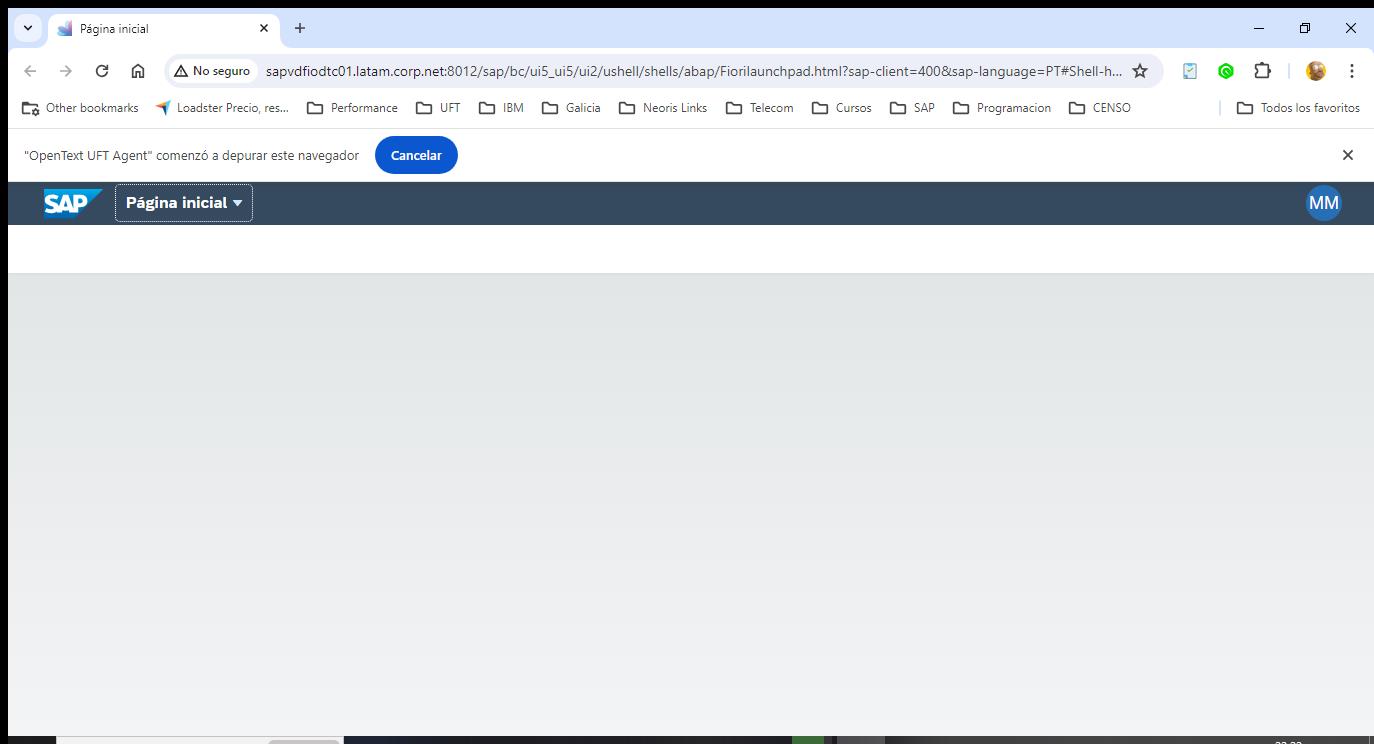 Página inicial
No seguro sapvdfiodtc01.latam.corp.net:8012/sap/bc/ui5_ui5/ui2/ushell/shells/abap/Fiorilaunchpad.html?sap-client=400&sap-language=PT#Shell-h...
Other bookmarks Loadster Precio, res... Performance UFT IBM Galicia Neoris Links Telecom Cursos SAP Programacion CENSO Todos los favoritos
"OpenText UFT Agent" comenzó a depurar este navegador Cancelar
SAP Página inicial MM